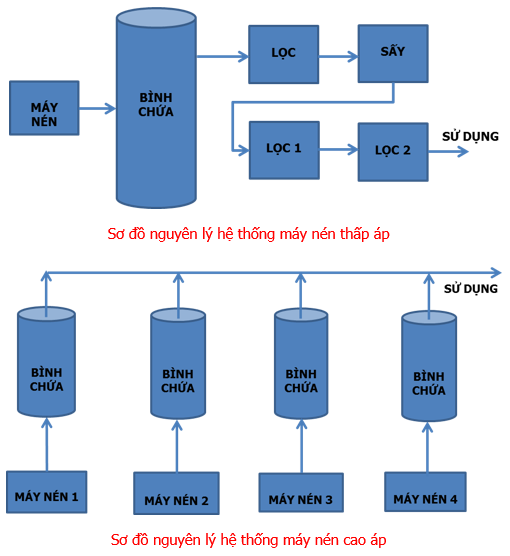 MÁY
NÉN
BÌNH
CHỨA
LỌC
SẤY
LỌC 1
LỌC 2
SỬ DỤNG
Sơ đồ nguyên lý hệ thống máy nén thấp áp
SỬ DỤNG
BÌNH
CHỨA
BÌNH
CHỨA
BÌNH
CHỨA
BÌNH
CHỨA
MÁY NÉN 1
MÁY NÉN 2
MÁY NÉN 3
MÁY NÉN 4
Sơ đồ nguyên lý hệ thống máy nén cao áp